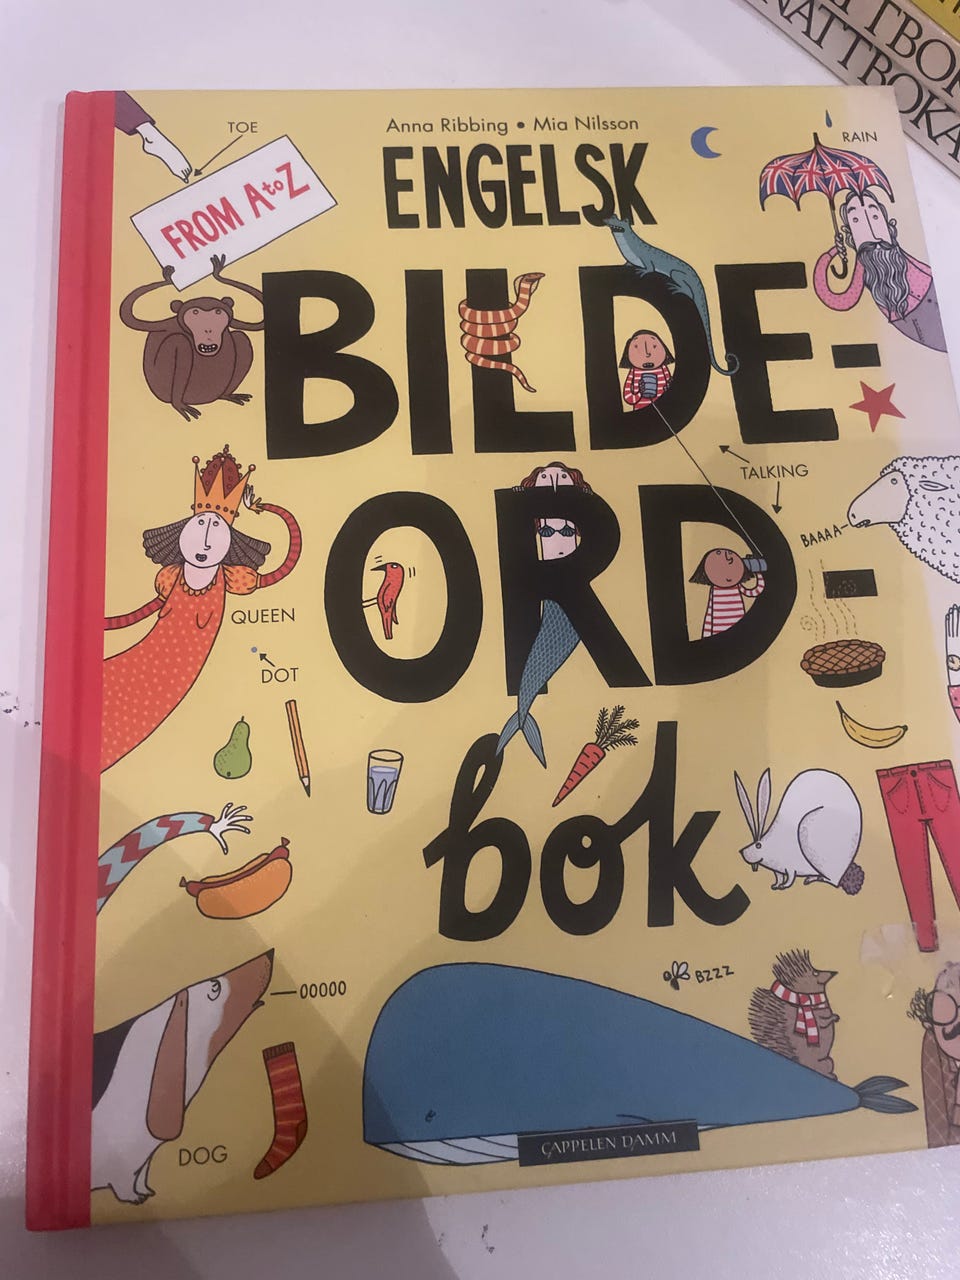 TOE
Anna Ribbing • Mia Nilsson
RAIN
FROM A to Z
ENGELSK
BILDE-
TALKING
ORD-
BAAAA
QUEEN
DOT
bok
BZZZ
OOOOO
DOG
CAPPELEN DAMM
NATTBOKA